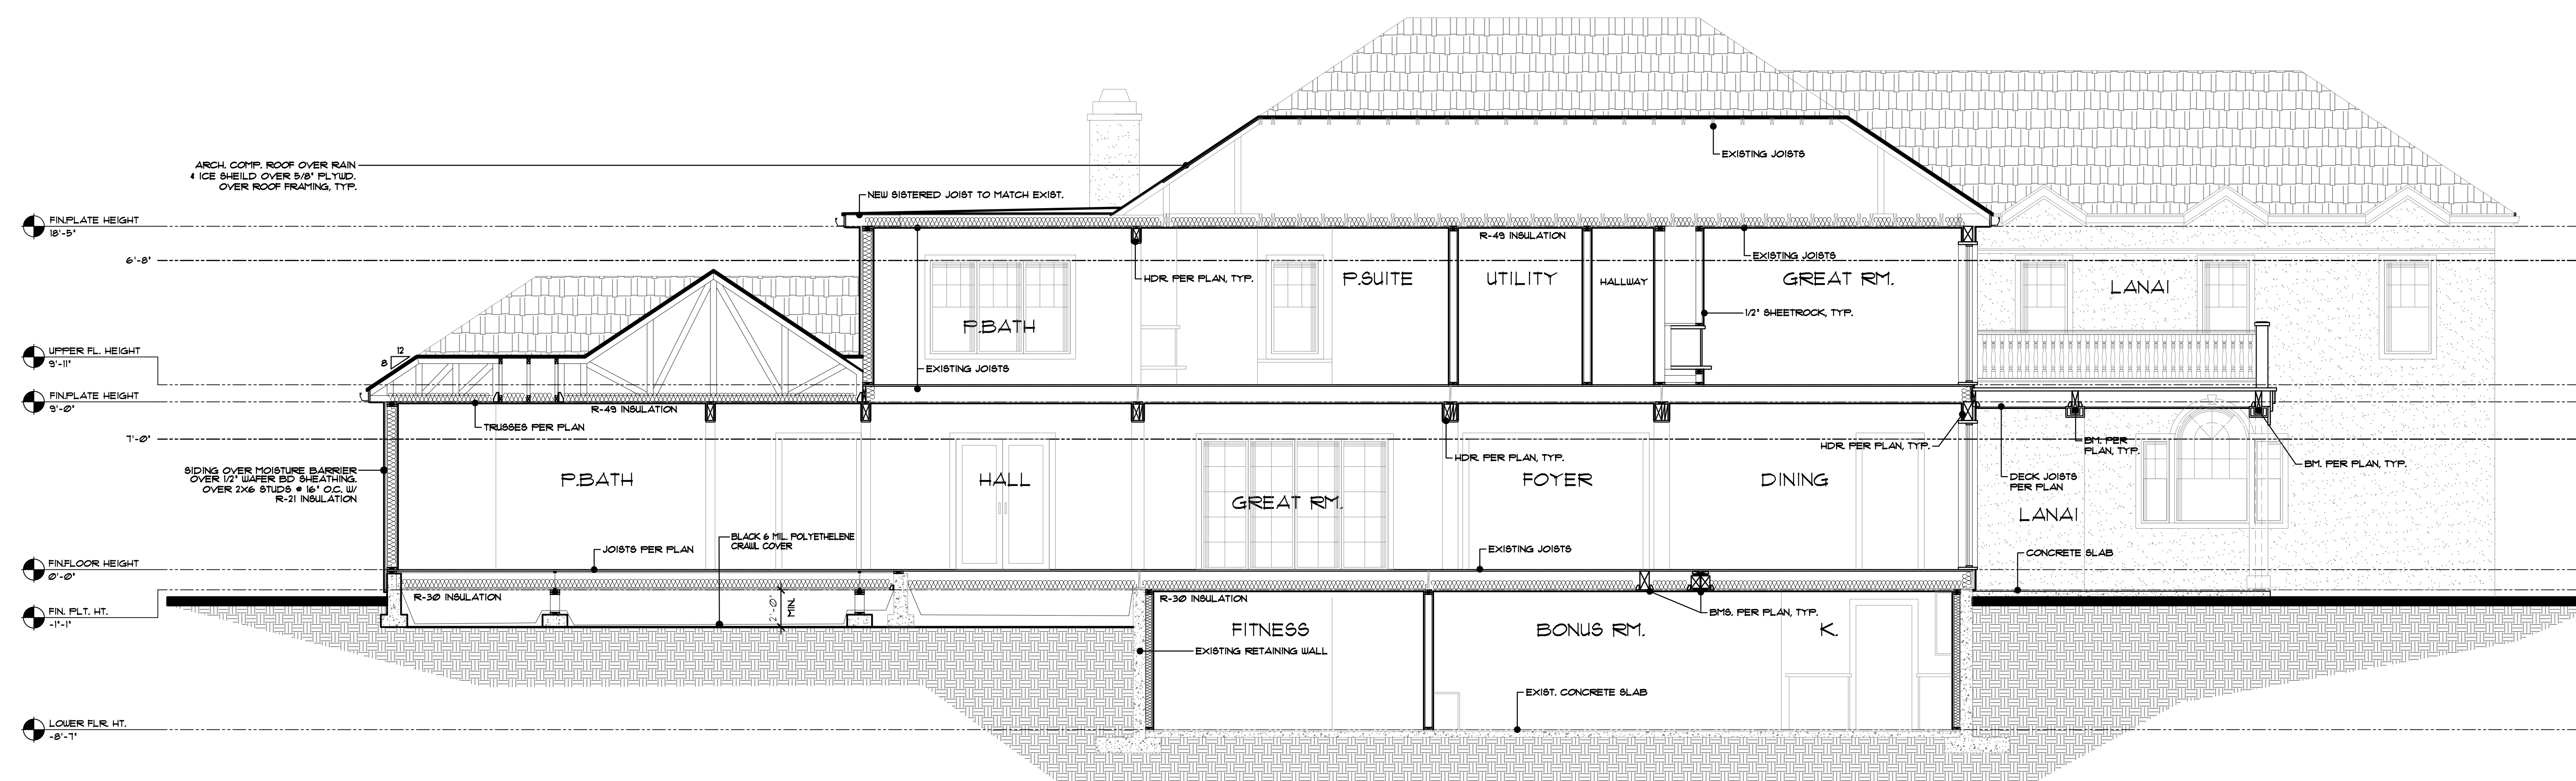 ARCH. COMP. ROOF OVER RAIN
& ICE SHEILD OVER 5/8" PLYWD.
OVER ROOF FRAMING, TYP.
EXISTING JOISTS
NEW SISTERED JOIST TO MATCH EXIST.
FIN.PLATE HEIGHT
18'-5"
R-49 INSULATION
6'-8"
EXISTING JOISTS
HDR. PER PLAN, TYP.
P.SUITE
UTILITY
HALLWAY
GREAT RM.
LANAI
1/2" SHEETROCK, TYP.
P.BATH
UPPER FL. HEIGHT
9'-11"
12
8
EXISTING JOISTS
FIN.PLATE HEIGHT
9'-0"
R-49 INSULATION
TRUSSES PER PLAN
7'-0"
HDR. PER PLAN, TYP.
HDR. PER PLAN, TYP.
BM. PER
PLAN, TYP.
BM. PER PLAN, TYP.
SIDING OVER MOISTURE BARRIER
OVER 1/2" WAFER BD SHEATHING.
OVER 2X6 STUDS @ 16" O.C. W/
R-21 INSULATION
P.BATH
HALL
GREAT RM.
FOYER
DINING
DECK JOISTS
PER PLAN
LANAI
BLACK 6 MIL. POLYETHELENE
CRAWL COVER
JOISTS PER PLAN
EXISTING JOISTS
CONCRETE SLAB
FIN.FLOOR HEIGHT
0'-0"
R-30 INSULATION
2'-0"
MIN.
R-30 INSULATION
FIN. PLT. HT.
-1'-1"
BMS. PER PLAN, TYP.
FITNESS
BONUS RM.
K.
EXISTING RETAINING WALL
EXIST. CONCRETE SLAB
LOWER FLR. HT.
-8'-7"